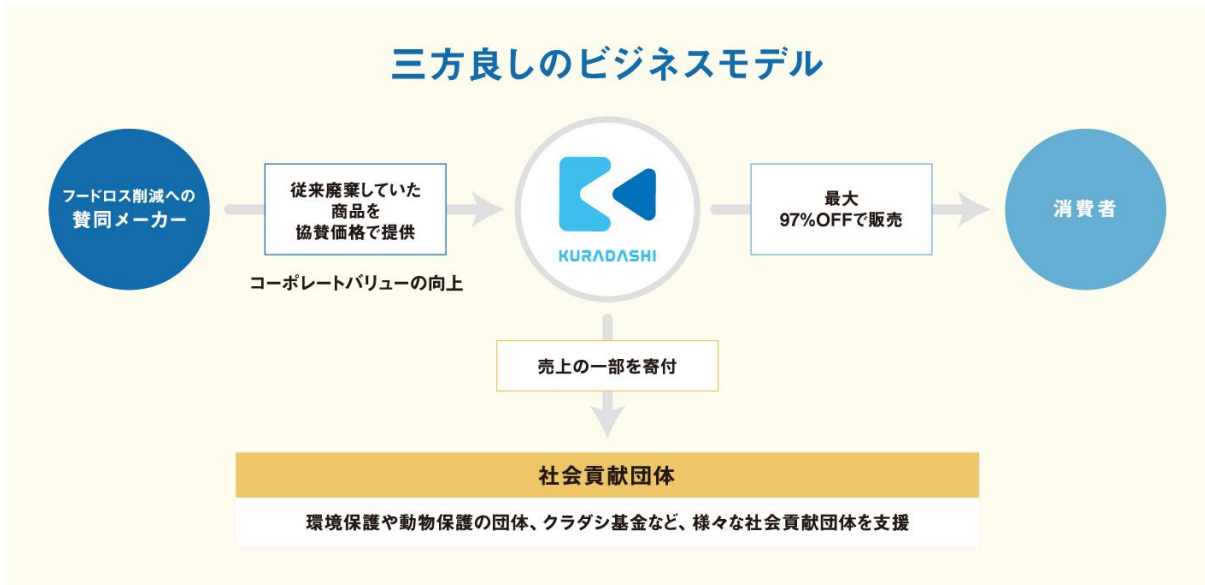 三方良しのビジネスモデル
フードロス削減への
賛同メーカー
従来廃棄していた
商品を
協賛価格で提供
コーポレートバリューの向上
KURADASHI
最大
97%OFFで販売
消費者
売上の一部を寄付
社会貢献団体
環境保護や動物保護の団体、クラダシ基金など、様々な社会貢献団体を支援